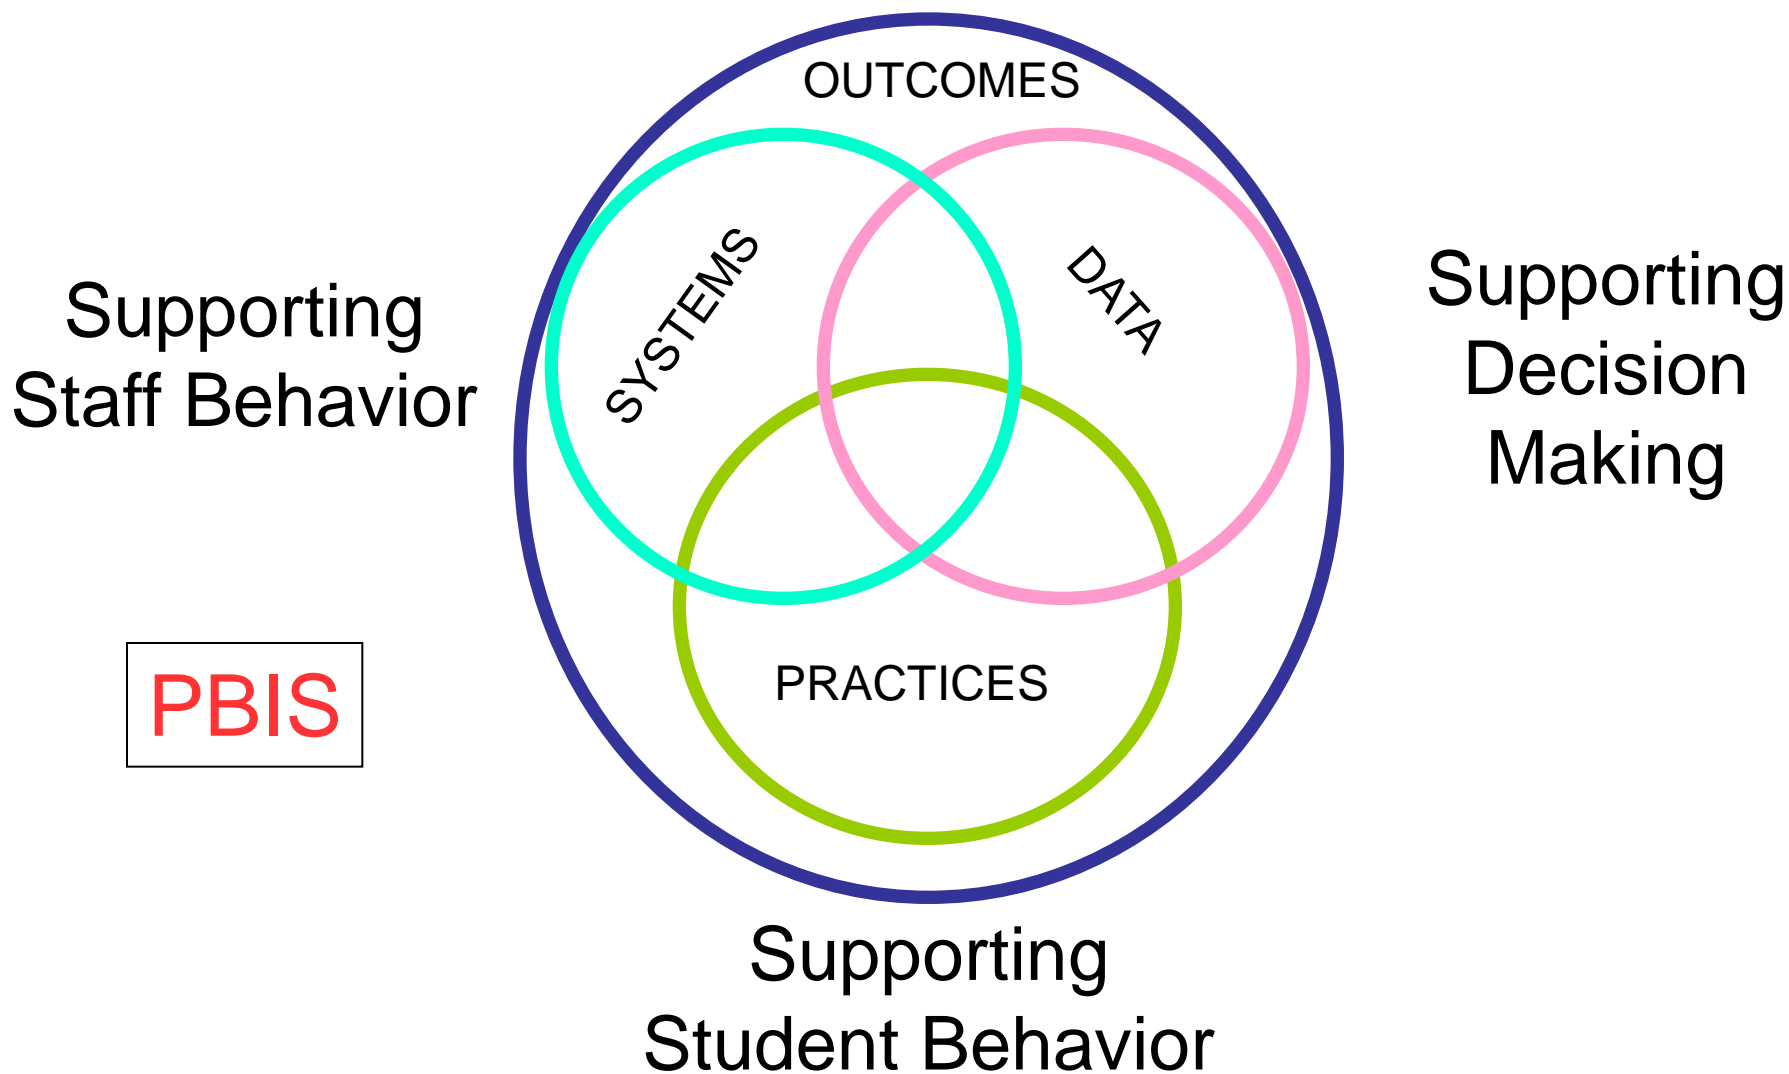 OUTCOMES
SYSTEMS
DATA
Supporting
Staff Behavior
Supporting
Decision
Making
PBIS
PRACTICES
Supporting
Student Behavior